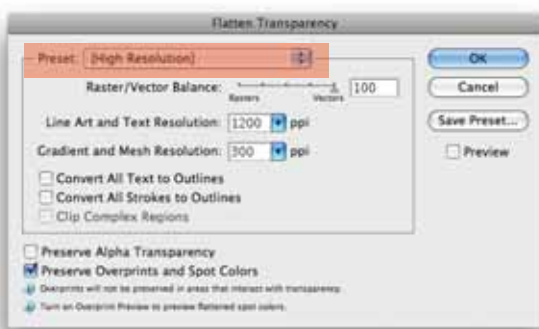 Flatten Transparency
Preset: [High Resolution]
OK
Raster/Vector Balance: 100
Rasters Vectors
Cancel
Line Art and Text Resolution: 1200 ppi
Save Preset...
Gradient and Mesh Resolution: 300 ppi
Preview
Convert All Text to Outlines
Convert All Strokes to Outlines
Clip Complex Regions
Preserve Alpha Transparency
Preserve Overprints and Spot Colors
Overprints will not be preserved in areas that interact with transparency.
Turn on Overprint Preview to preview flattened spot colors.